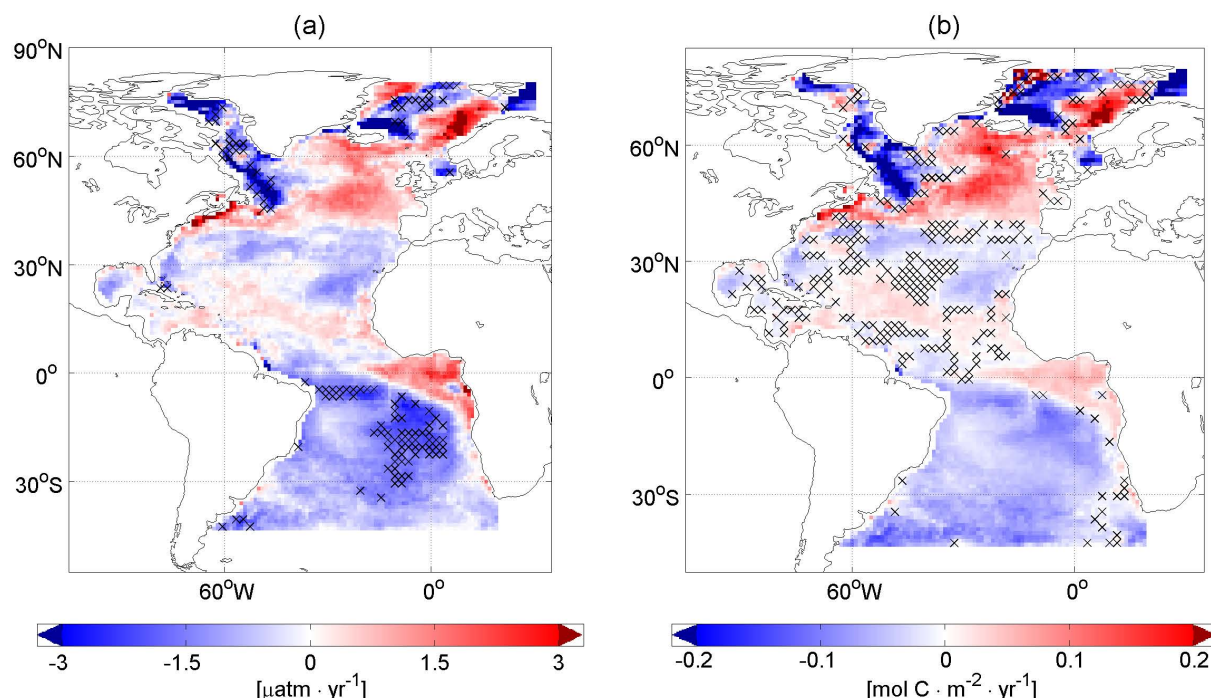 (a)
(b)
90°N
60°N
30°N
0°
30°S
60°W
0°
60°N
30°N
0°
30°S
60°W
0°
-3
-1.5
0
1.5
3
[µatm · yr⁻¹]
-0.2
-0.1
0
0.1
0.2
[mol C · m⁻² · yr⁻¹]